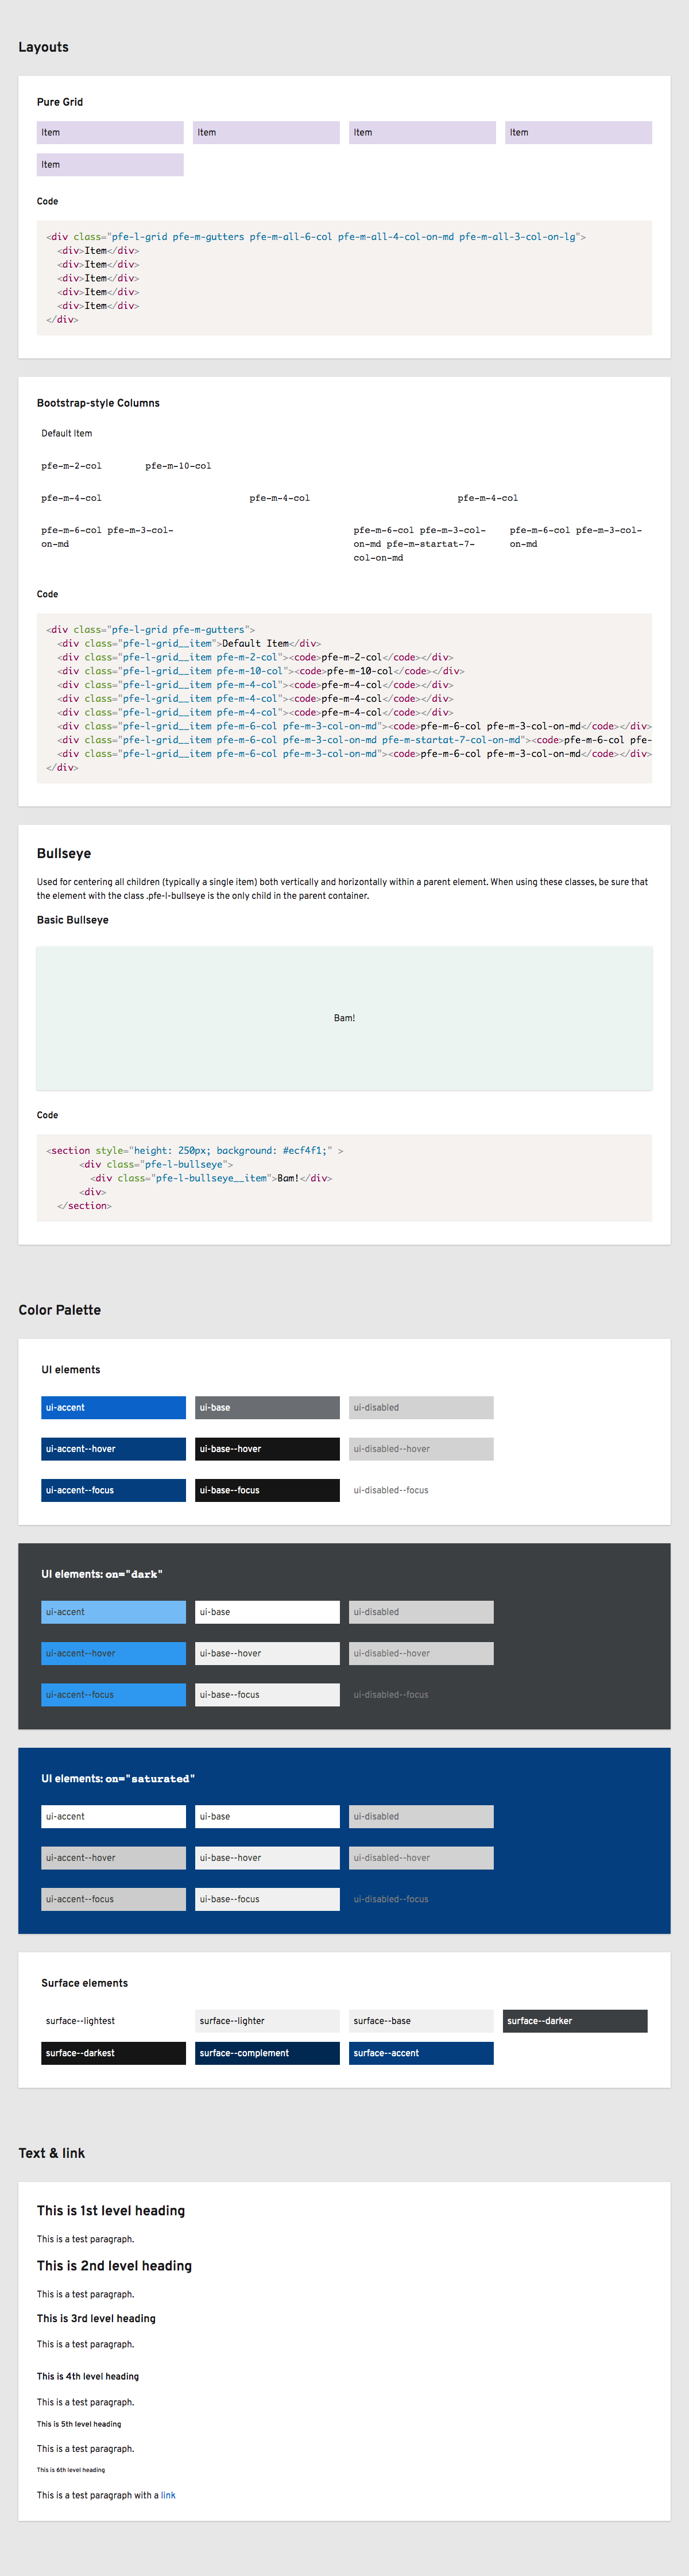 Layouts
Pure Grid
Item Item Item Item
Item
Code
<div class="pfe-l-grid pfe-m-gutters pfe-m-all-6-col pfe-m-all-4-col-on-md pfe-m-all-3-col-on-lg">
<div>Item</div>
<div>Item</div>
<div>Item</div>
<div>Item</div>
<div>Item</div>
</div>
Bootstrap-style Columns
Default Item
pfe-m-2-col pfe-m-10-col
pfe-m-4-col pfe-m-4-col pfe-m-4-col
pfe-m-6-col pfe-m-3-col-
on-md
pfe-m-6-col pfe-m-3-col-
on-md pfe-m-startat-7-
col-on-md
pfe-m-6-col pfe-m-3-col-
on-md
Code
<div class="pfe-l-grid pfe-m-gutters">
<div class="pfe-l-grid__item">Default Item</div>
<div class="pfe-l-grid__item pfe-m-2-col"><code>pfe-m-2-col</code></div>
<div class="pfe-l-grid__item pfe-m-10-col"><code>pfe-m-10-col</code></div>
<div class="pfe-l-grid__item pfe-m-4-col"><code>pfe-m-4-col</code></div>
<div class="pfe-l-grid__item pfe-m-4-col"><code>pfe-m-4-col</code></div>
<div class="pfe-l-grid__item pfe-m-4-col"><code>pfe-m-4-col</code></div>
<div class="pfe-l-grid__item pfe-m-6-col pfe-m-3-col-on-md"><code>pfe-m-6-col pfe-m-3-col-on-md</code></div>
<div class="pfe-l-grid__item pfe-m-6-col pfe-m-3-col-on-md pfe-m-startat-7-col-on-md"><code>pfe-m-6-col pfe-
<div class="pfe-l-grid__item pfe-m-6-col pfe-m-3-col-on-md"><code>pfe-m-6-col pfe-m-3-col-on-md</code></div>
</div>
Bullseye
Used for centering all children (typically a single item) both vertically and horizontally within a parent element. When using these classes, be sure that
the element with the class .pfe-l-bullseye is the only child in the parent container.
Basic Bullseye
Bam!
Code
<section style="height: 250px; background: #ecf4f1;" >
<div class="pfe-l-bullseye">
<div class="pfe-l-bullseye__item">Bam!</div>
<div>
</section>
Color Palette
UI elements
ui-accent ui-base ui-disabled
ui-accent--hover ui-base--hover ui-disabled--hover
ui-accent--focus ui-base--focus ui-disabled--focus
UI elements: on="dark"
ui-accent ui-base ui-disabled
ui-accent--hover ui-base--hover ui-disabled--hover
ui-accent--focus ui-base--focus ui-disabled--focus
UI elements: on="saturated"
ui-accent ui-base ui-disabled
ui-accent--hover ui-base--hover ui-disabled--hover
ui-accent--focus ui-base--focus ui-disabled--focus
Surface elements
surface--lightest surface--lighter surface--base surface--darker
surface--darkest surface--complement surface--accent
Text & link
This is 1st level heading
This is a test paragraph.
This is 2nd level heading
This is a test paragraph.
This is 3rd level heading
This is a test paragraph.
This is 4th level heading
This is a test paragraph.
This is 5th level heading
This is a test paragraph.
This is 6th level heading
This is a test paragraph with a link